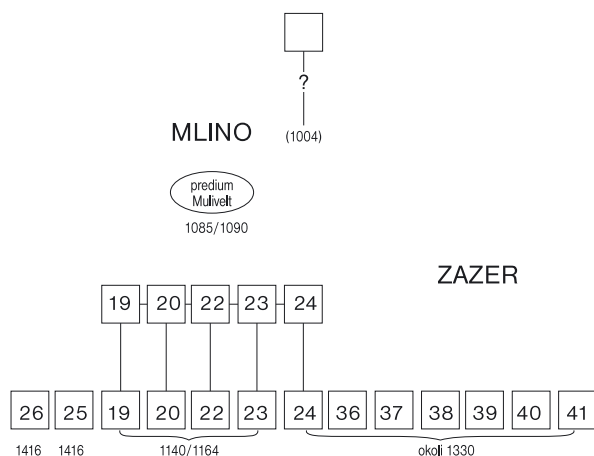 ?
MLINO (1004)
predium
Mulivelt
1085/1090
ZAZER
19 20 22 23 24
26 25 19 20 22 23 24 36 37 38 39 40 41
1416 1416 1140/1164 okoli 1330